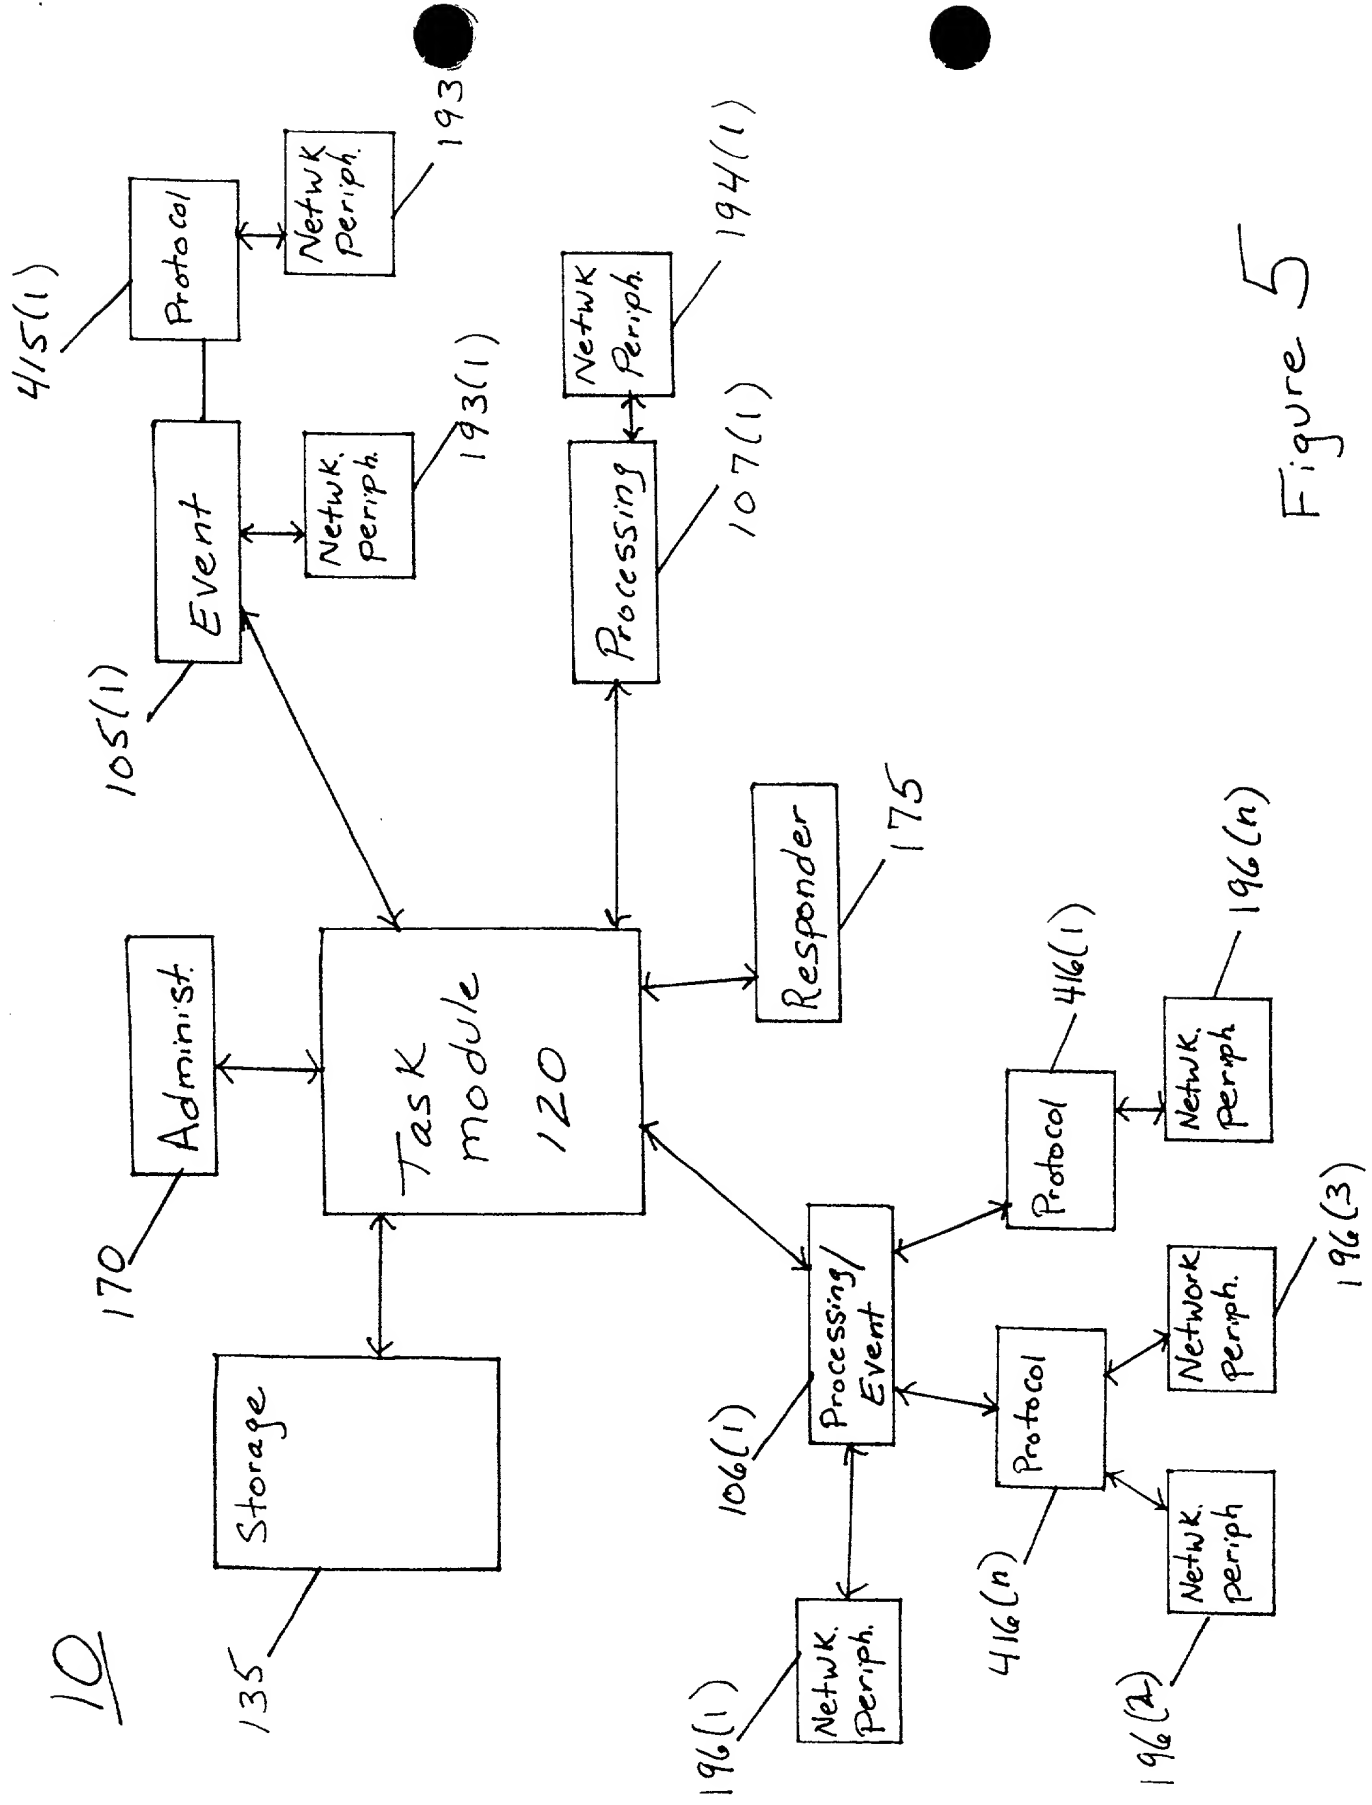 10
135
Storage
170
Administ.
Task
module
120
105(1)
Event
415(1)
Protocol
Netwk
Periph.
193
Netwk.
Periph.
193(1)
Processing
107(1)
Netwk
Periph.
194(1)
Responder
175
Processing/
Event
106(1)
Netwk.
Periph.
196(1)
Protocol
416(n)
Netwk.
Periph
196(2)
Network
Periph.
196(3)
Protocol
416(1)
Netwk.
Periph
196(n)
Figure 5